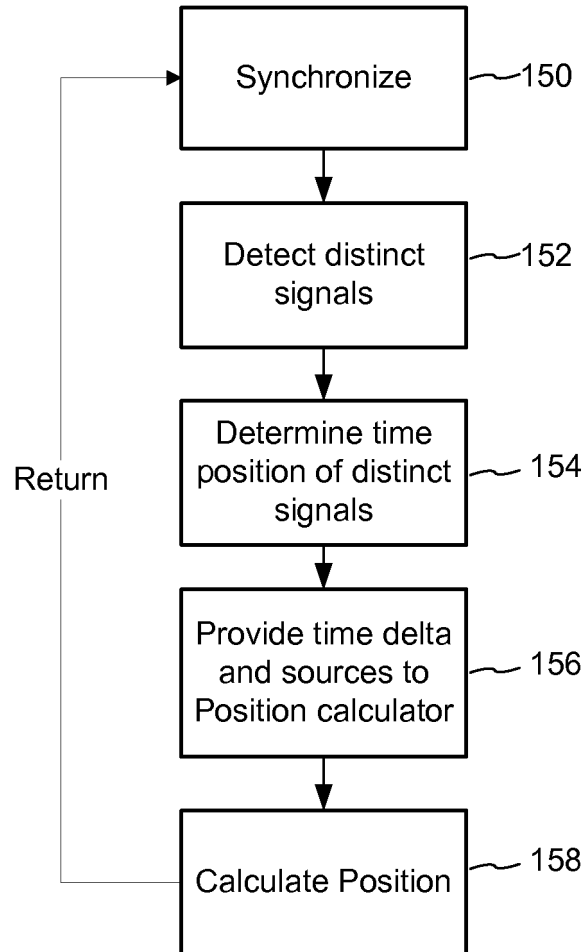 Synchronize
150
Detect distinct
signals
152
Determine time
position of distinct
signals
154
Return
Provide time delta
and sources to
Position calculator
156
Calculate Position
158